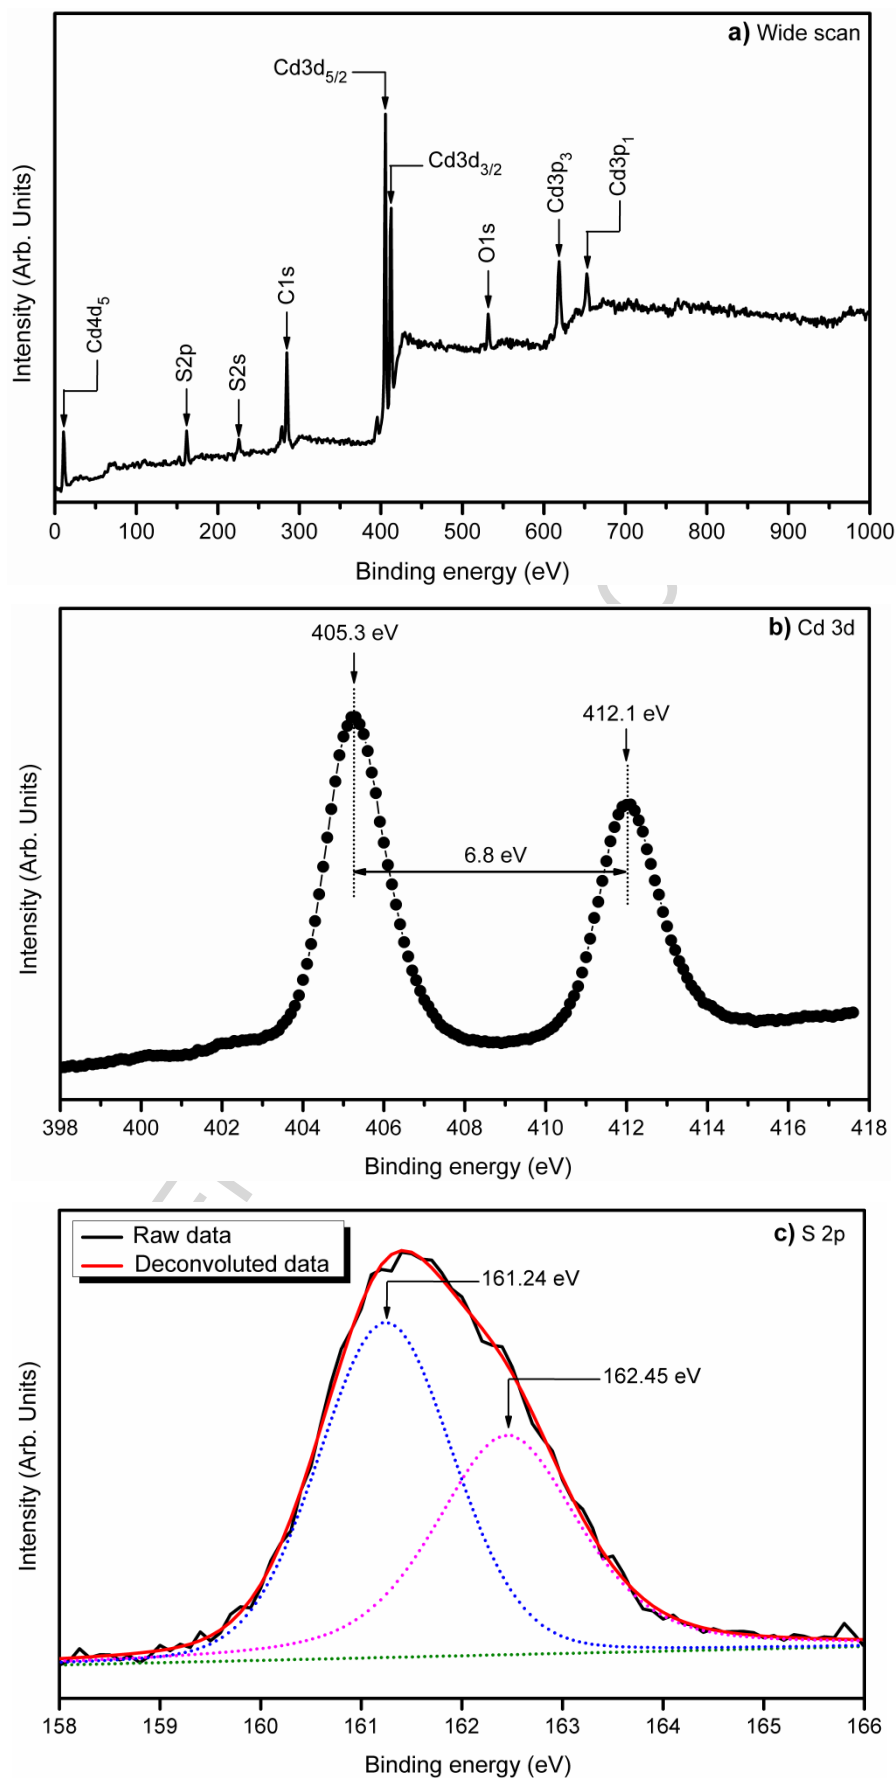 a) Wide scan
Cd3d5/2
Cd3d3/2
Cd3p3
Cd3p1
O1s
C1s
Cd4d5
S2p
S2s
Intensity (Arb. Units)
0 100 200 300 400 500 600 700 800 900 1000
Binding energy (eV)
b) Cd 3d
405.3 eV
412.1 eV
6.8 eV
Intensity (Arb. Units)
398 400 402 404 406 408 410 412 414 416 418
Binding energy (eV)
c) S 2p
Raw data
Deconvoluted data
161.24 eV
162.45 eV
Intensity (Arb. Units)
158 159 160 161 162 163 164 165 166
Binding energy (eV)